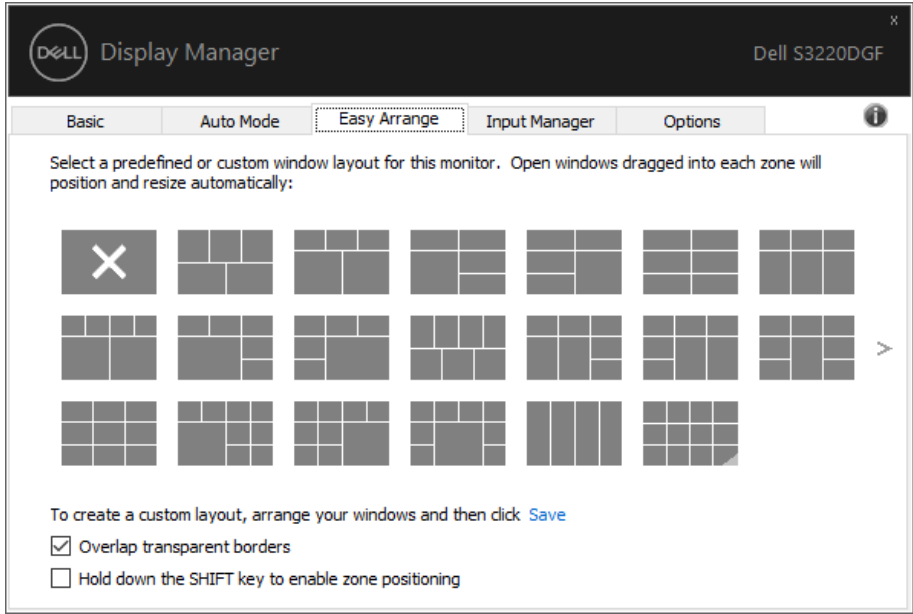 x
DELL Display Manager
Dell S3220DGF
Basic Auto Mode Easy Arrange Input Manager Options
Select a predefined or custom window layout for this monitor. Open windows dragged into each zone will
position and resize automatically:
>
To create a custom layout, arrange your windows and then click Save
Overlap transparent borders
Hold down the SHIFT key to enable zone positioning